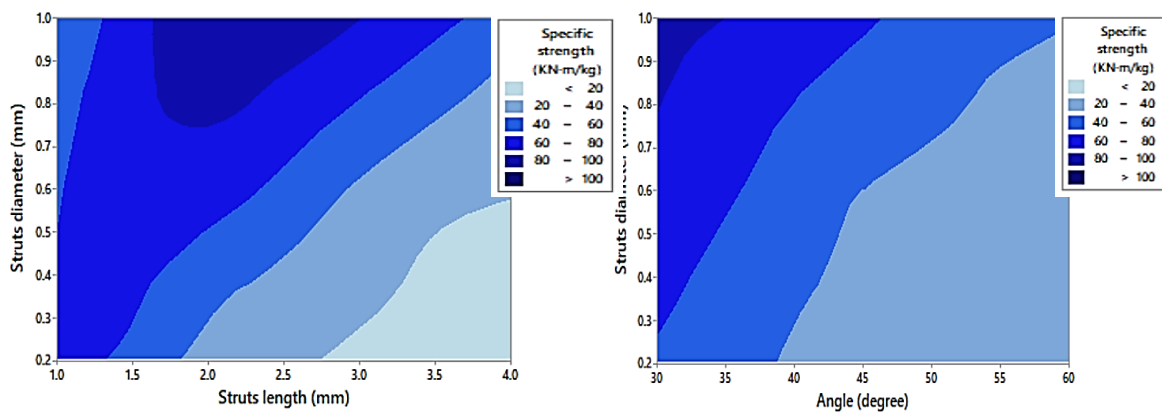 1.0
0.9
0.8
0.7
0.6
0.5
0.4
0.3
0.2
Struts diameter (mm)
1.0 1.5 2.0 2.5 3.0 3.5 4.0
Struts length (mm)
Specific
strength
(KN-m/kg)
< 20
20 – 40
40 – 60
60 – 80
80 – 100
> 100
1.0
0.9
0.8
0.7
0.6
0.5
0.4
0.3
0.2
Struts diameter (mm)
30 35 40 45 50 55 60
Angle (degree)
Specific
strength
(KN-m/kg)
< 20
20 – 40
40 – 60
60 – 80
80 – 100
> 100